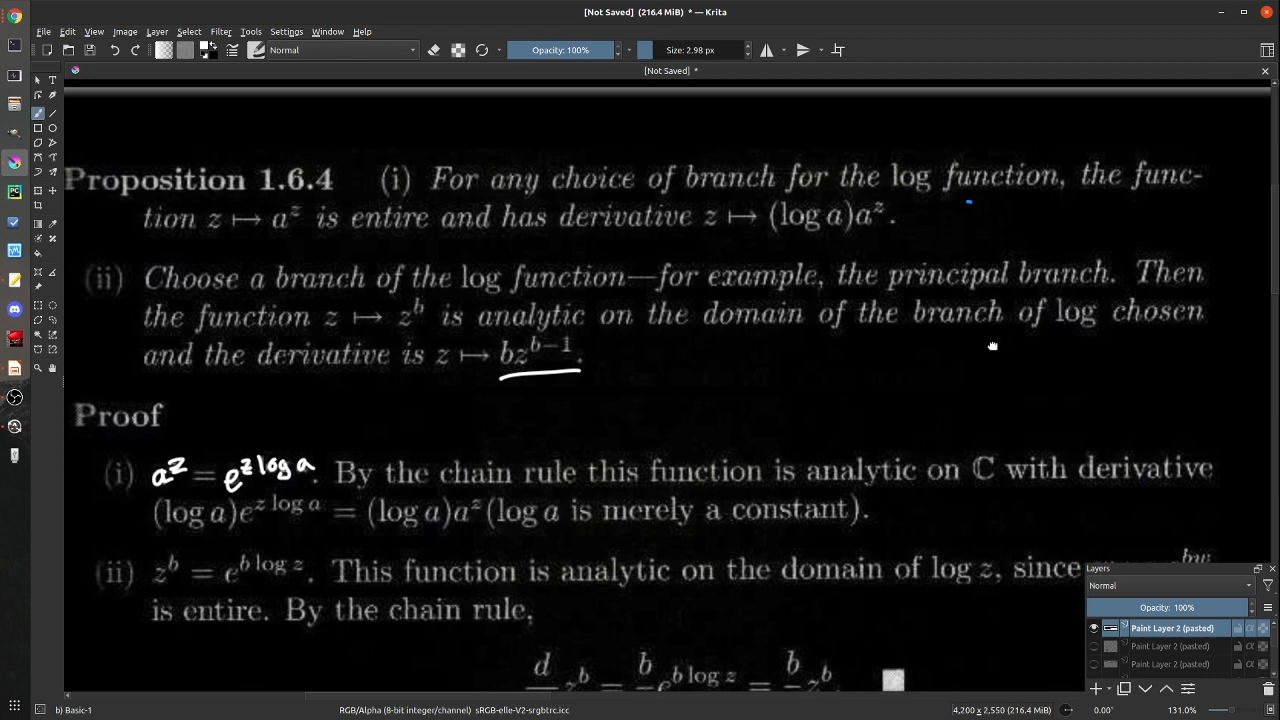 [Not Saved] (216.4 MiB) * — Krita
File Edit View Image Layer Select Filter Tools Settings Window Help
Normal Opacity: 100% Size: 2.98 px
[Not Saved] *
Proposition 1.6.4 (i) For any choice of branch for the log function, the func-
tion z ↦ a^z is entire and has derivative z ↦ (log a)a^z.
(ii) Choose a branch of the log function—for example, the principal branch. Then
the function z ↦ z^b is analytic on the domain of the branch of log chosen
and the derivative is z ↦ bz^{b−1}.
Proof
(i) a^z = e^{z log a}. By the chain rule this function is analytic on ℂ with derivative
(log a)e^{z log a} = (log a)a^z (log a is merely a constant).
(ii) z^b = e^{b log z}. This function is analytic on the domain of log z, since
is entire. By the chain rule,
d z^b = b e^{b log z} = b z^b
Layers
Normal
Opacity: 100%
Paint Layer 2 (pasted)
Paint Layer 2 (pasted)
Paint Layer 2 (pasted)
b) Basic-1 RGB/Alpha (8-bit integer/channel) sRGB-elle-V2-srgbtrc.icc 4,200 x 2,550 (216.4 MiB) 0.00° 131.0%